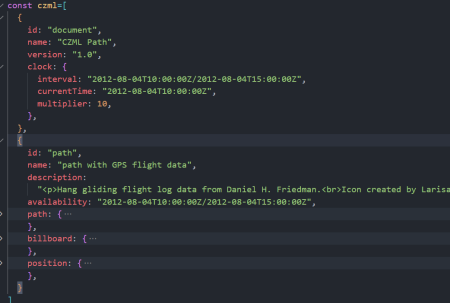 const czml=[
{
id: "document",
name: "CZML Path",
version: "1.0",
clock: {
interval: "2012-08-04T10:00:00Z/2012-08-04T15:00:00Z",
currentTime: "2012-08-04T10:00:00Z",
multiplier: 10,
},
},
{
id: "path",
name: "path with GPS flight data",
description:
"<p>Hang gliding flight log data from Daniel H. Friedman.<br>Icon created by Larisa
availability: "2012-08-04T10:00:00Z/2012-08-04T15:00:00Z",
path: {···
},
billboard: {···
},
position: {···
},
}
]